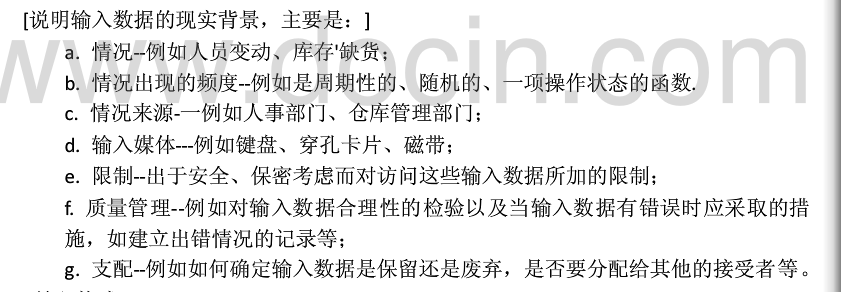 [说明输入数据的现实背景，主要是：]
a. 情况--例如人员变动、库存'缺货；
b. 情况出现的频度--例如是周期性的、随机的、一项操作状态的函数.
c. 情况来源-一例如人事部门、仓库管理部门；
d. 输入媒体---例如键盘、穿孔卡片、磁带；
e. 限制--出于安全、保密考虑而对访问这些输入数据所加的限制；
f. 质量管理--例如对输入数据合理性的检验以及当输入数据有错误时应采取的措
施，如建立出错情况的记录等；
g. 支配--例如如何确定输入数据是保留还是废弃，是否要分配给其他的接受者等。
www.docin.com